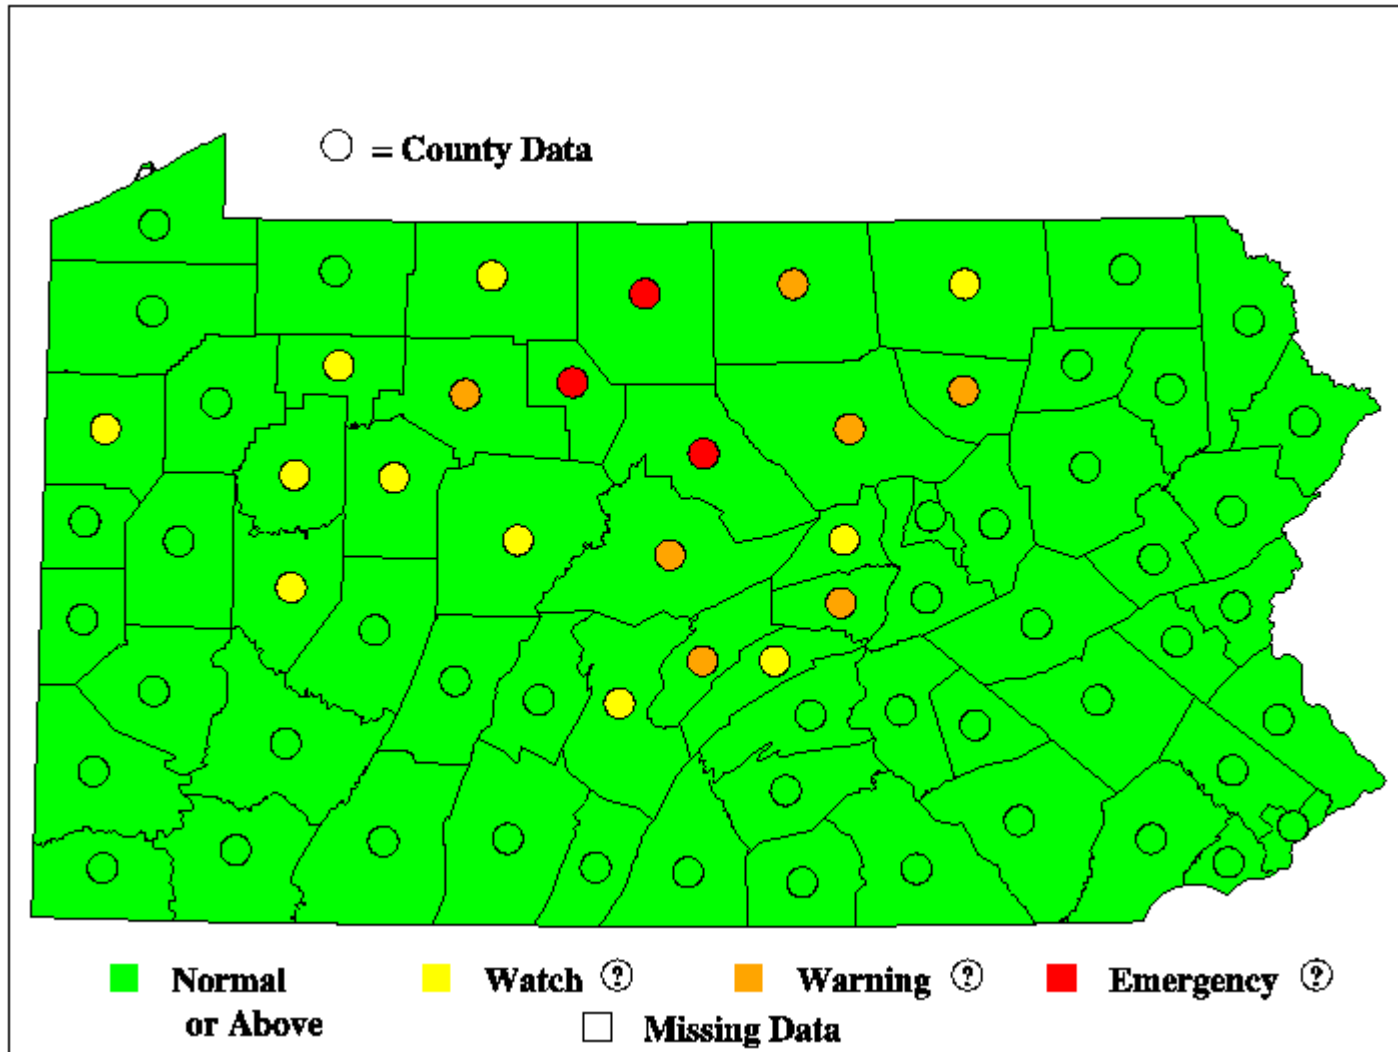 = County Data
Normal or Above
Watch ?
Warning ?
Emergency ?
Missing Data